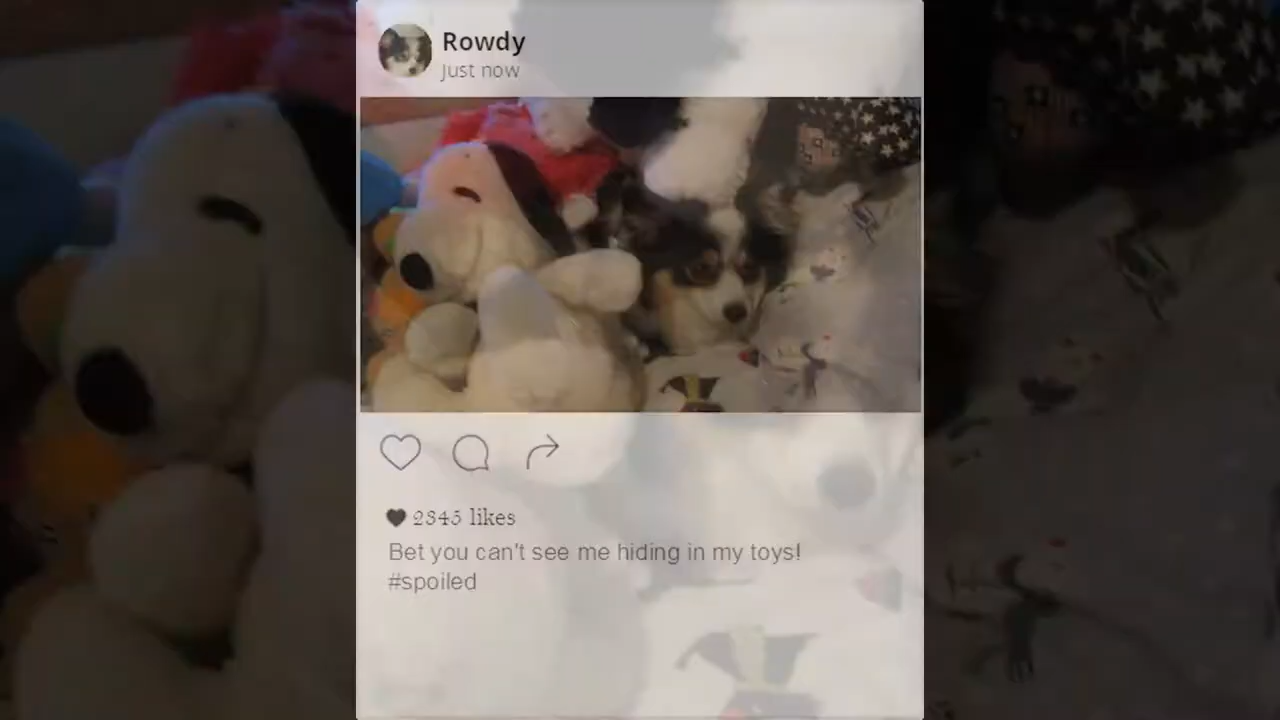 Rowdy
Just now
2345 likes
Bet you can't see me hiding in my toys!
#spoiled